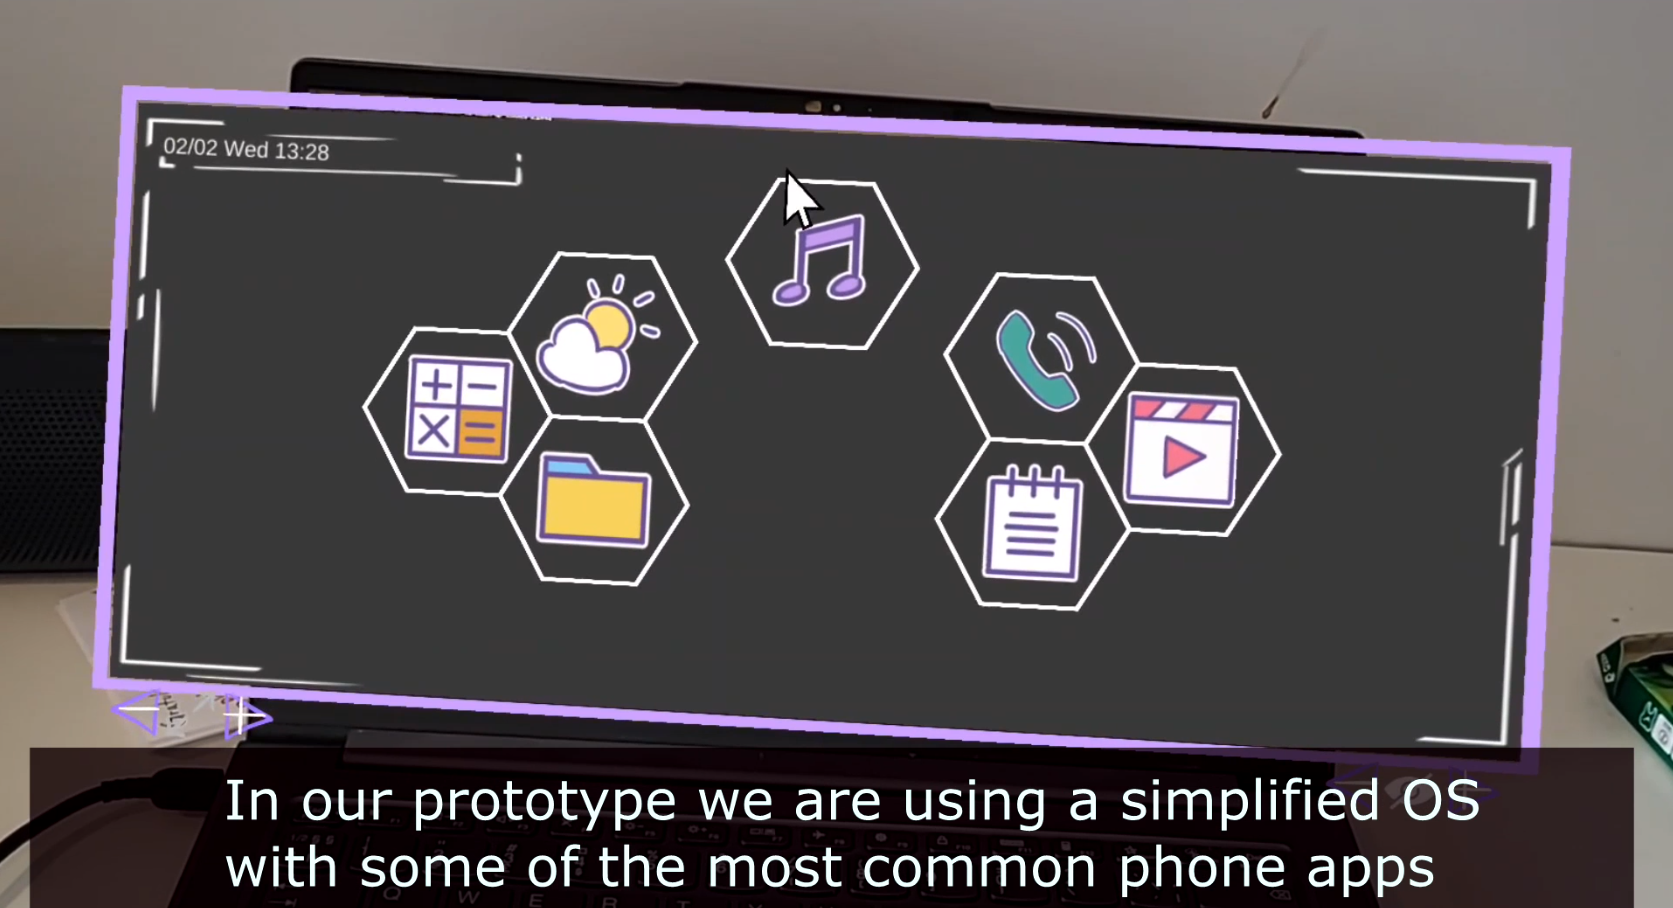 02/02 Wed 13:28
In our prototype we are using a simplified OS
with some of the most common phone apps